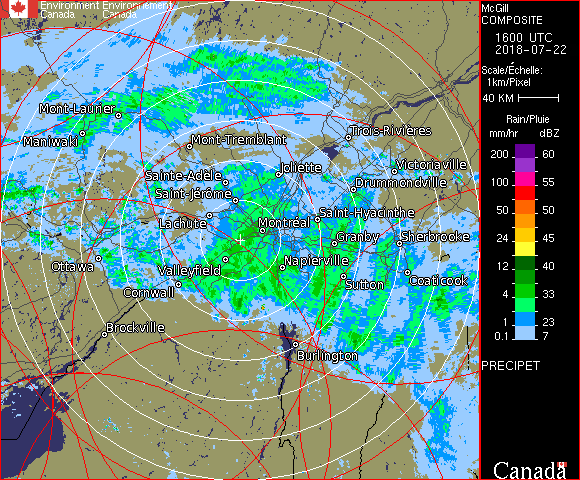 Environment Environnement
Canada Canada
Mont-Laurier
Maniwaki
Mont-Tremblant
Trois-Rivières
Sainte-Adèle
Joliette
Victoriaville
Drummondville
Saint-Jérôme
Lachute
Montréal
Saint-Hyacinthe
Granby
Sherbrooke
Ottawa
Valleyfield
Napierville
Cornwall
Sutton
Coaticook
Brockville
Burlington
McGill
COMPOSITE
1600 UTC
2018-07-22
Scale/Échelle:
1km/Pixel
40 KM
Rain/Pluie
mm/hr dBZ
200 60
100 55
50 50
24 45
12 40
4 33
1 23
0.1 7
PRECIPET
Canada